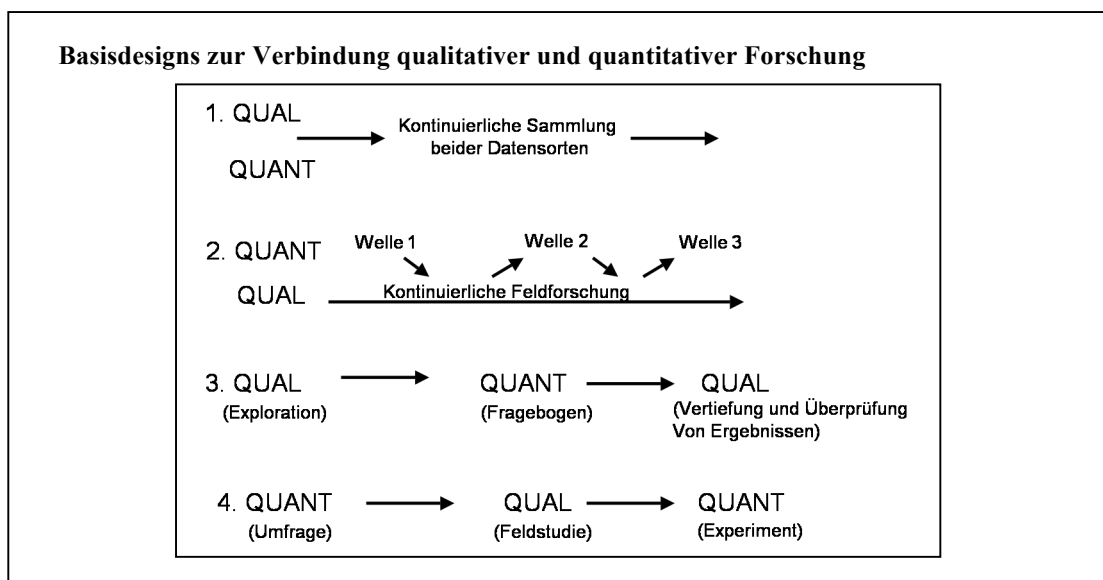 Basisdesigns zur Verbindung qualitativer und quantitativer Forschung
1. QUAL
Kontinuierliche Sammlung
beider Datensorten
QUANT
2. QUANT
Welle 1
Welle 2
Welle 3
QUAL
Kontinuierliche Feldforschung
3. QUAL
QUANT
QUAL
(Exploration)
(Fragebogen)
(Vertiefung und Überprüfung
Von Ergebnissen)
4. QUANT
QUAL
QUANT
(Umfrage)
(Feldstudie)
(Experiment)